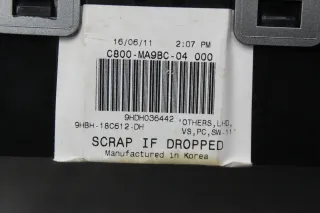 16/06/11 2:07 PM
CB00-MA9BC-04 000
9HDH036442 *OTHERS,LHD,
9HBH-18C612-DH VS,PC,SW-11
SCRAP IF DROPPED
Manufactured in Korea